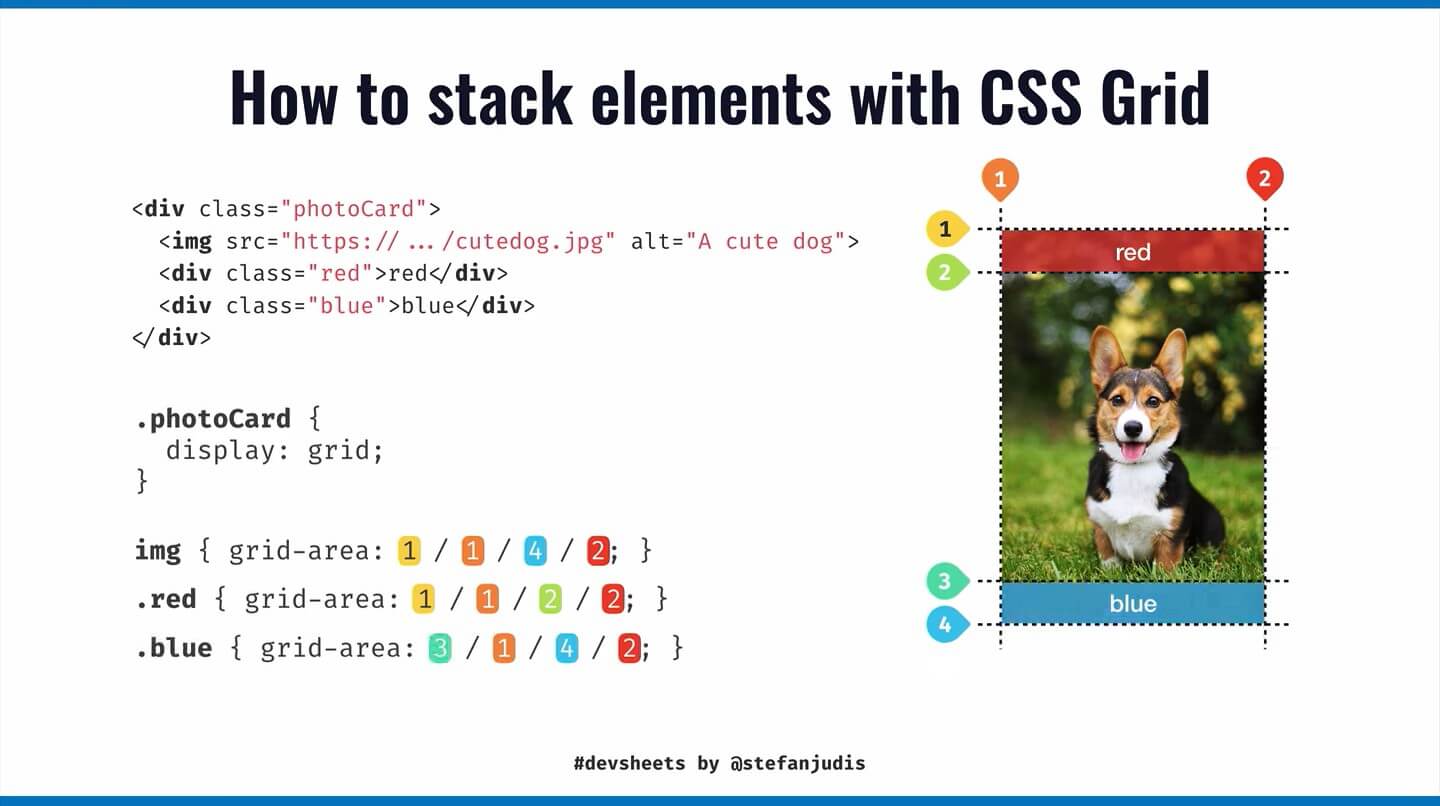 How to stack elements with CSS Grid
<div class="photoCard">
<img src="https://.../cutedog.jpg" alt="A cute dog">
<div class="red">red</div>
<div class="blue">blue</div>
</div>
.photoCard {
display: grid;
}
img { grid-area: 1 / 1 / 4 / 2; }
.red { grid-area: 1 / 1 / 2 / 2; }
.blue { grid-area: 3 / 1 / 4 / 2; }
1 2
1
red
2
3
blue
4
#devsheets by @stefanjudis